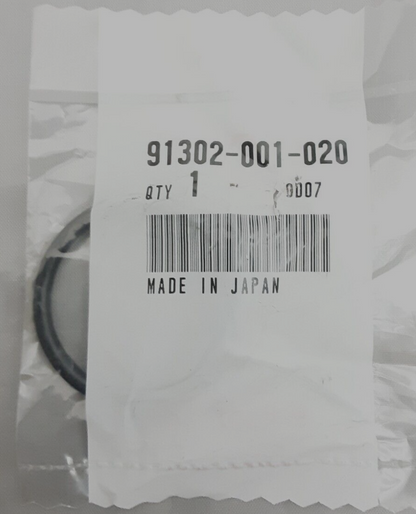 91302-001-020
QTY 1 - 0007
MADE IN JAPAN